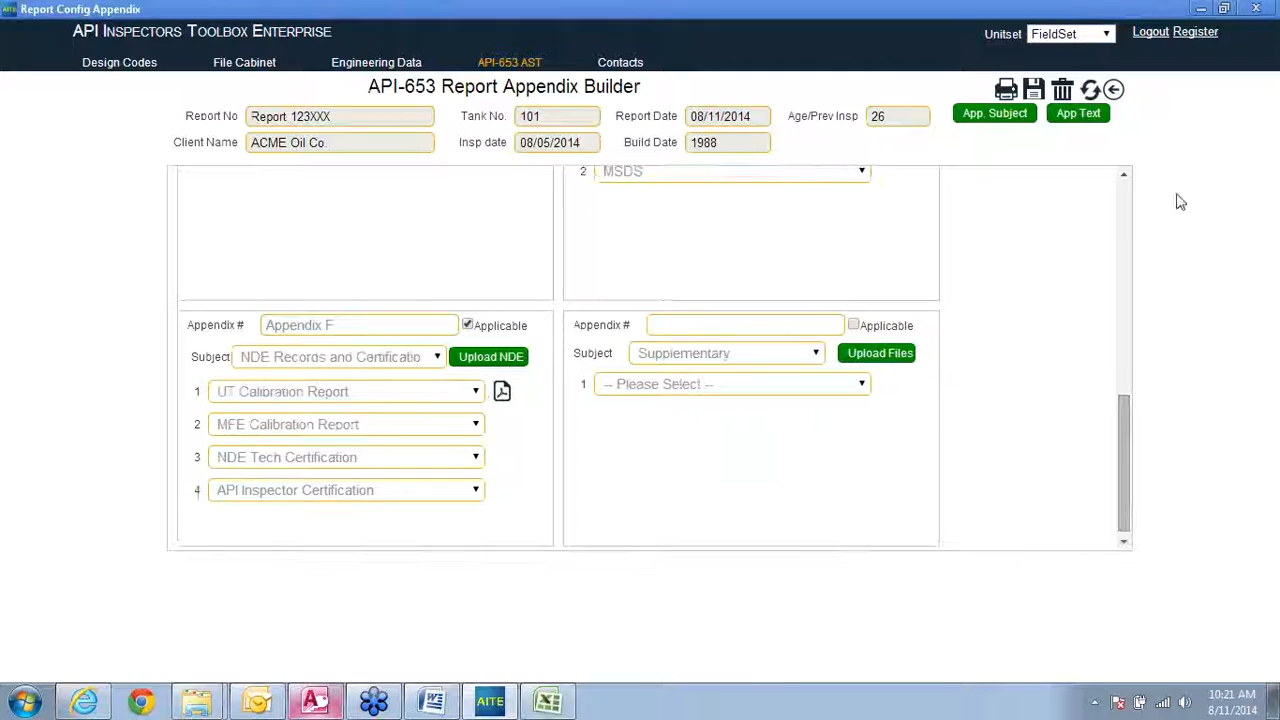 Report Config Appendix
API INSPECTORS TOOLBOX ENTERPRISE
Unitset FieldSet Logout Register
Design Codes File Cabinet Engineering Data API-653 AST Contacts
API-653 Report Appendix Builder
Report No Report 123XXX Tank No. 101 Report Date 08/11/2014 Age/Prev Insp 26 App. Subject App Text
Client Name ACME Oil Co. Insp date 08/05/2014 Build Date 1988
2 MSDS
Appendix # Appendix F Applicable Appendix # Applicable
Subject NDE Records and Certificatio Upload NDE Subject Supplementary Upload Files
1 UT Calibration Report 1 -- Please Select --
2 MFE Calibration Report
3 NDE Tech Certification
4 API Inspector Certification
AITE
10:21 AM
8/11/2014